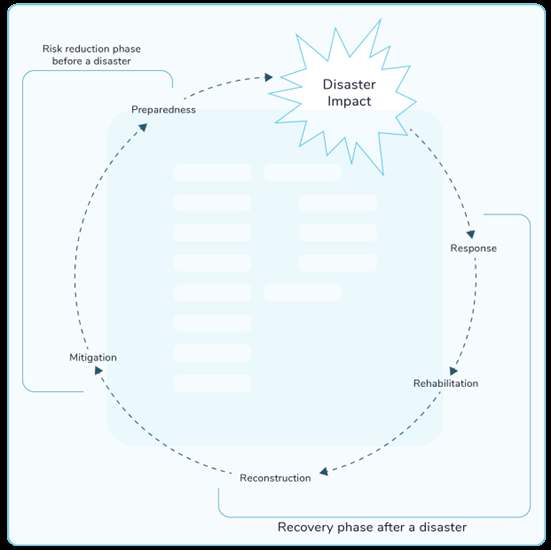 Risk reduction phase
before a disaster
Disaster
Impact
Preparedness
Response
Mitigation
Rehabilitation
Reconstruction
Recovery phase after a disaster